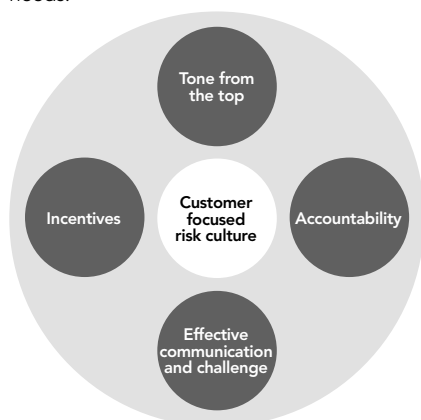 needs.
Tone from
the top
Incentives
Customer
focused
risk culture
Accountability
Effective
communication
and challenge